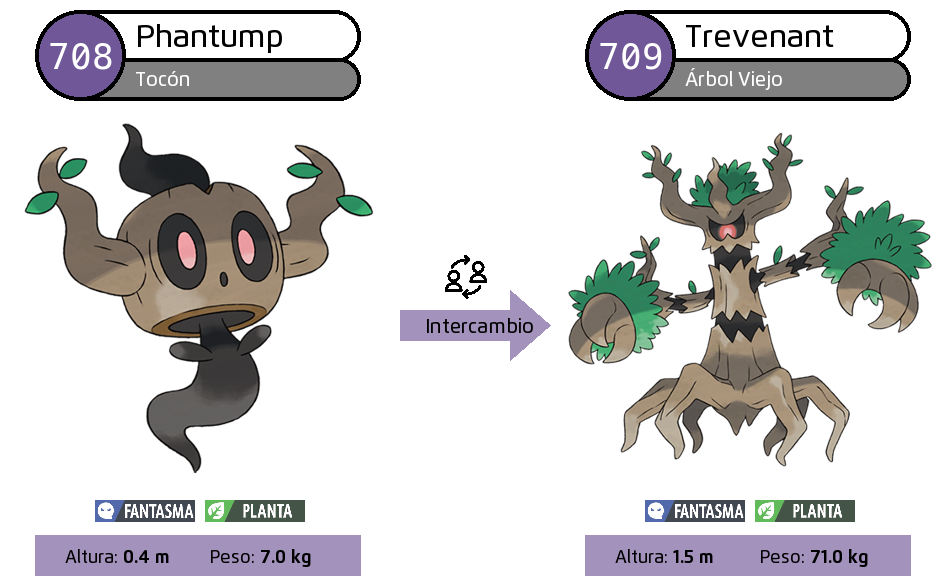 708
Phantump
Tocón
709
Trevenant
Árbol Viejo
Intercambio
FANTASMA
PLANTA
FANTASMA
PLANTA
Altura: 0.4 m
Peso: 7.0 kg
Altura: 1.5 m
Peso: 71.0 kg